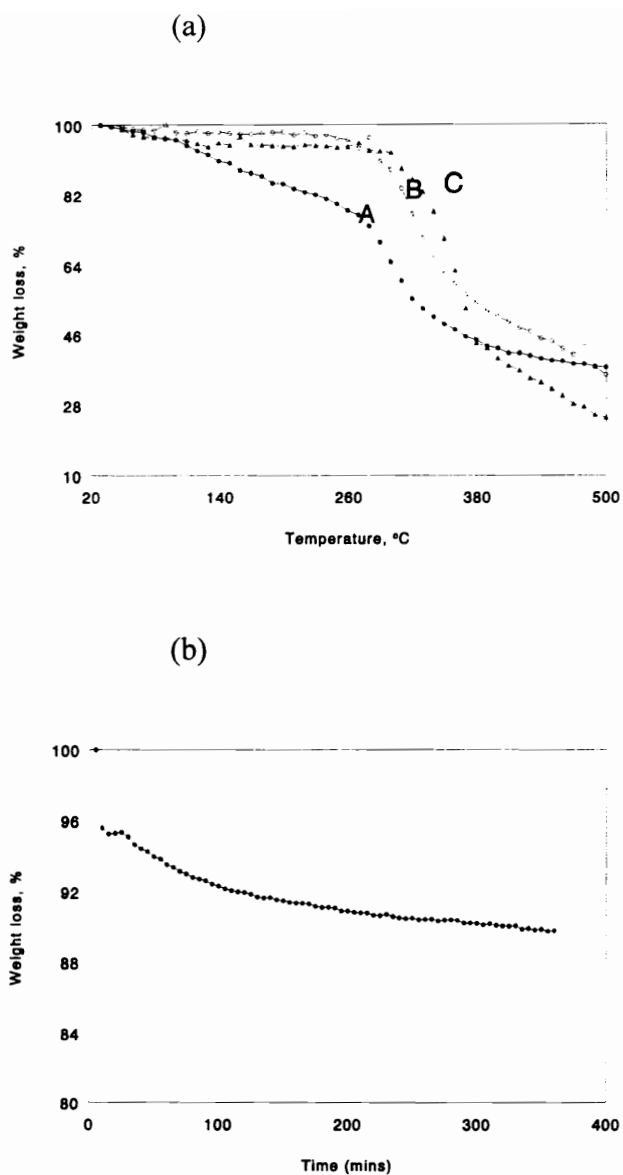 (a)
100
82
64
46
28
10
Weight loss, %
A
B
C
20 140 260 380 500
Temperature, °C
(b)
100
96
92
88
84
80
Weight loss, %
0 100 200 300 400
Time (mins)